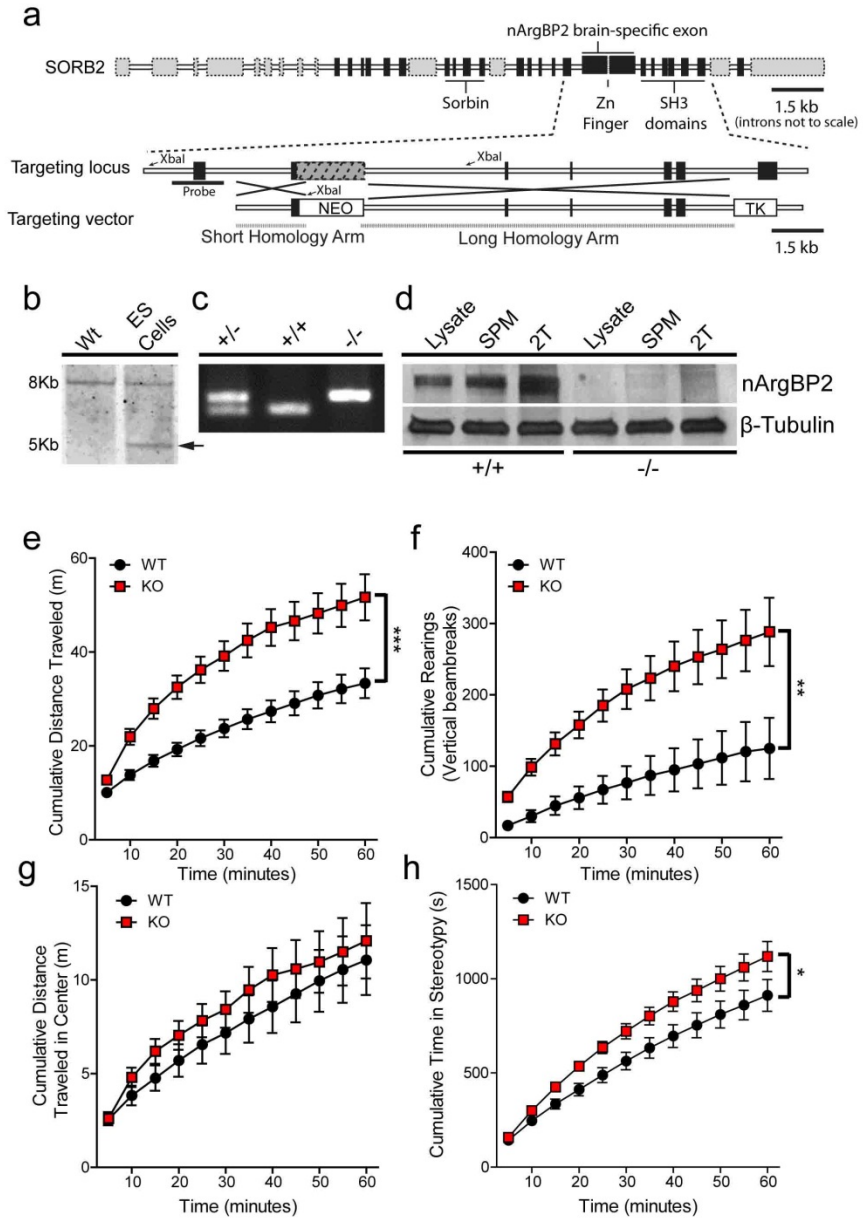 a
nArgBP2 brain-specific exon
SORB2
Sorbin
Zn
Finger
SH3
domains
1.5 kb
(introns not to scale)
XbaI
XbaI
Targeting locus
Probe
XbaI
NEO
TK
Targeting vector
Short Homology Arm
Long Homology Arm
1.5 kb
b
Wt
ES
Cells
8Kb
5Kb
c
+/-
+/+
-/-
d
Lysate
SPM
2T
Lysate
SPM
2T
nArgBP2
β-Tubulin
+/+
-/-
e
WT
KO
Cumulative Distance Traveled (m)
60
40
20
0
10 20 30 40 50 60
Time (minutes)
***
f
WT
KO
Cumulative Rearings
(Vertical beambreaks)
400
300
200
100
0
10 20 30 40 50 60
Time (minutes)
**
g
WT
KO
Cumulative Distance
Traveled in Center (m)
15
10
5
0
10 20 30 40 50 60
Time (minutes)
h
WT
KO
Cumulative Time in Stereotypy (s)
1500
1000
500
0
10 20 30 40 50 60
Time (minutes)
*